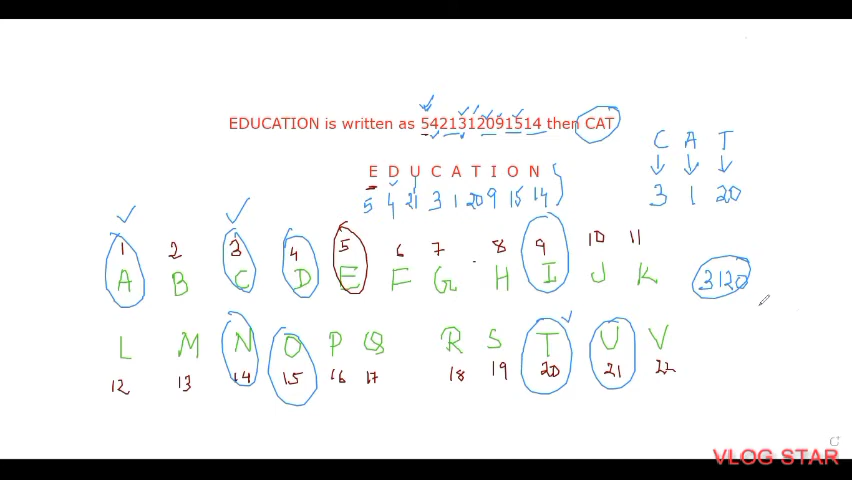 EDUCATION is written as 5421312091514 then CAT
C A T
E D U C A T I O N
5 4 21 3 1 20 9 15 14
3 1 20
1 2 3 4 5 6 7 8 9 10 11
A B C D E F G H I J K
3120
L M N O P Q R S T U V
12 13 14 15 16 17 18 19 20 21 22
VLOG STAR